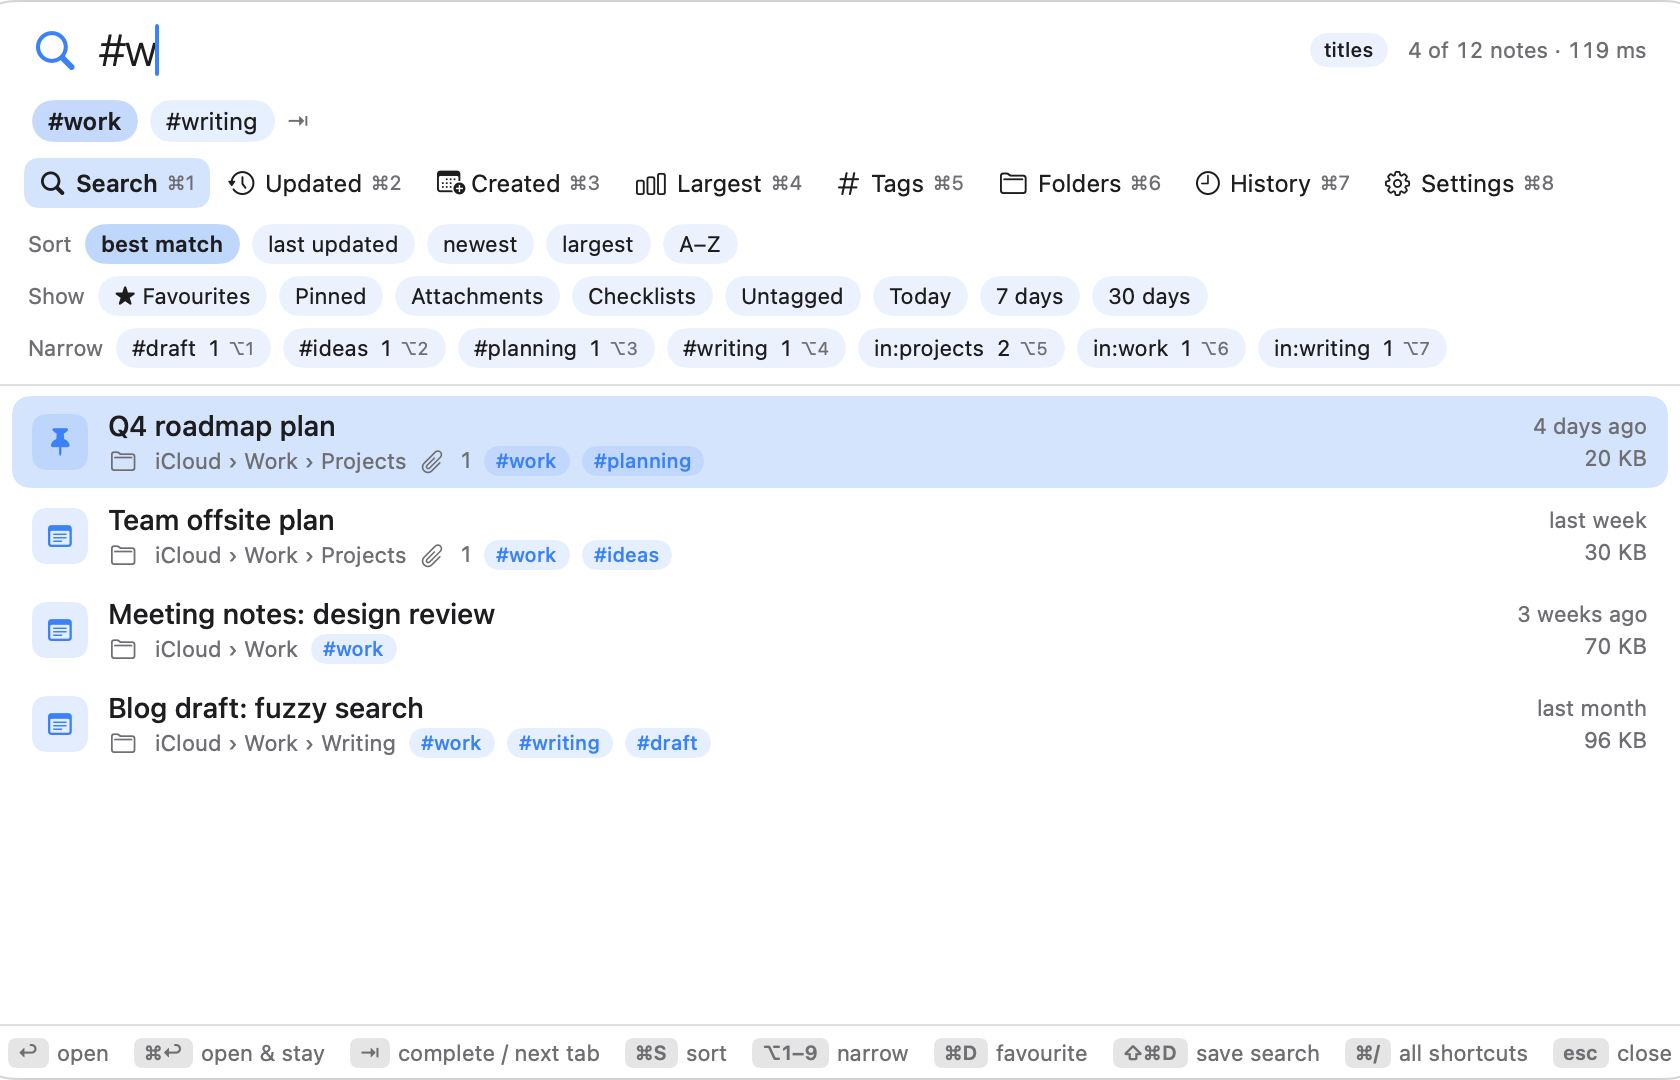 #w titles 4 of 12 notes · 119 ms
#work #writing ⇥
Search ⌘1 Updated ⌘2 Created ⌘3 Largest ⌘4 # Tags ⌘5 Folders ⌘6 History ⌘7 Settings ⌘8
Sort best match last updated newest largest A–Z
Show ★ Favourites Pinned Attachments Checklists Untagged Today 7 days 30 days
Narrow #draft 1 ⌥1 #ideas 1 ⌥2 #planning 1 ⌥3 #writing 1 ⌥4 in:projects 2 ⌥5 in:work 1 ⌥6 in:writing 1 ⌥7
Q4 roadmap plan 4 days ago
iCloud › Work › Projects 1 #work #planning 20 KB
Team offsite plan last week
iCloud › Work › Projects 1 #work #ideas 30 KB
Meeting notes: design review 3 weeks ago
iCloud › Work #work 70 KB
Blog draft: fuzzy search last month
iCloud › Work › Writing #work #writing #draft 96 KB
↩ open ⌘↩ open & stay ⇥ complete / next tab ⌘S sort ⌥1–9 narrow ⌘D favourite ⇧⌘D save search ⌘/ all shortcuts esc close